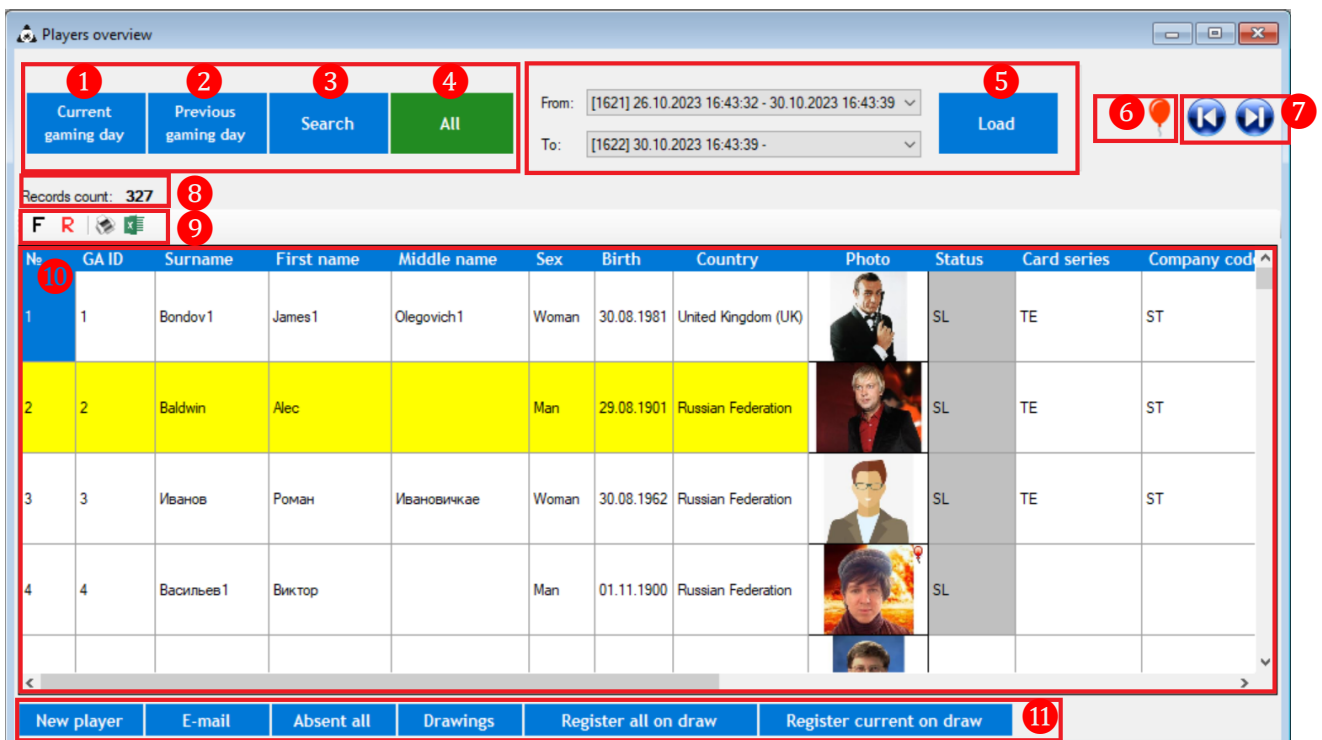 Players overview
1 2 3 4 5
Current gaming day
Previous gaming day
Search
All
From: [1621] 26.10.2023 16:43:32 - 30.10.2023 16:43:39
To: [1622] 30.10.2023 16:43:39 -
Load
6 7
Records count: 327 8
F R 9
№ GA ID Surname First name Middle name Sex Birth Country Photo Status Card series Company code
10
1 1 Bondov1 James1 Olegovich1 Woman 30.08.1981 United Kingdom (UK) SL TE ST
2 2 Baldwin Alec Man 29.08.1901 Russian Federation SL TE ST
3 3 Иванов Роман Ивановичкае Woman 30.08.1962 Russian Federation SL TE ST
4 4 Васильев1 Виктор Man 01.11.1900 Russian Federation SL
New player E-mail Absent all Drawings Register all on draw Register current on draw 11